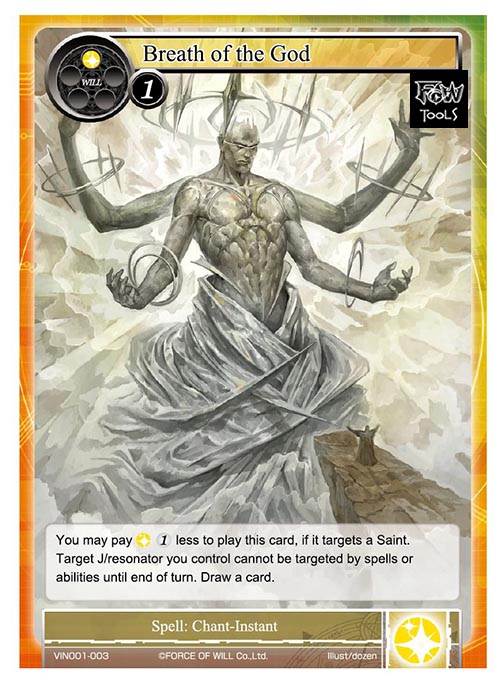 Breath of the God
WILL
1
FOW
TOOLS
You may pay 1 less to play this card, if it targets a Saint.
Target J/resonator you control cannot be targeted by spells or
abilities until end of turn. Draw a card.
Spell: Chant-Instant
VIN001-003 ©FORCE OF WILL Co.,Ltd. Illust/dozen